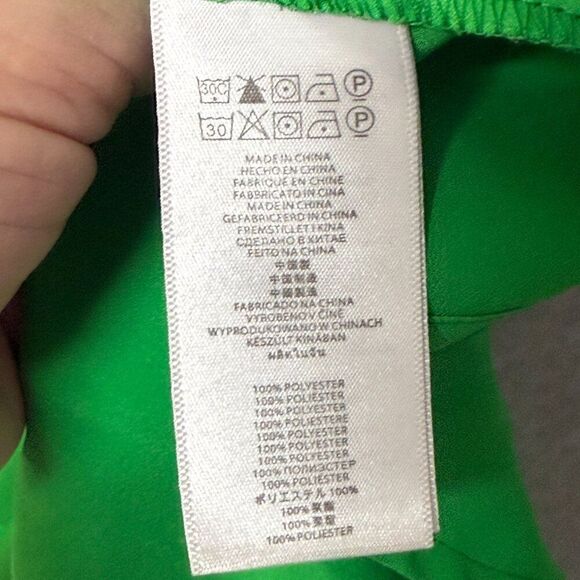 30C P
30 P
MADE IN CHINA
HECHO EN CHINA
FABRIQUÉ EN CHINE
FABBRICATO IN CINA
MADE IN CHINA
GEFABRICEERD IN CHINA
FREMSTILLET I KINA
СДЕЛАНО В КИТАЕ
FEITO NA CHINA
中國製
中国制造
中国製造
FABRICADO NA CHINA
VYROBENO V ČÍNĚ
WYPRODUKOWANO W CHINACH
KÉSZÜLT KÍNÁBAN
ผลิตในจีน
100% POLYESTER
100% POLIESTER
100% POLYESTER
100% POLIESTERE
100% POLYESTER
100% POLYESTER
100% POLYESTER
100% ПОЛИЭСТЕР
100% POLIESTER
ポリエステル 100%
100% 聚酯
100% 聚酯
100% POLIESTER